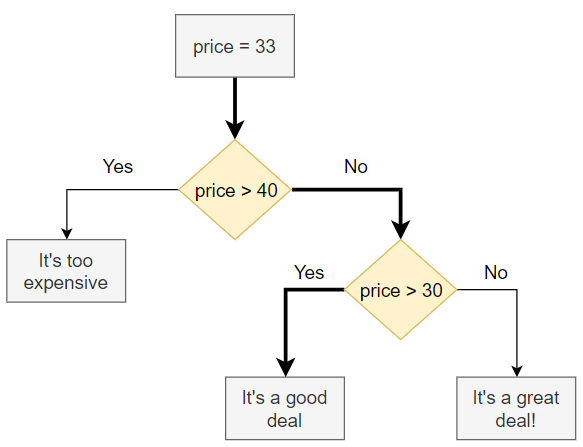 price = 33
Yes
No
price > 40
It's too
expensive
Yes
No
price > 30
It's a good
deal
It's a great
deal!